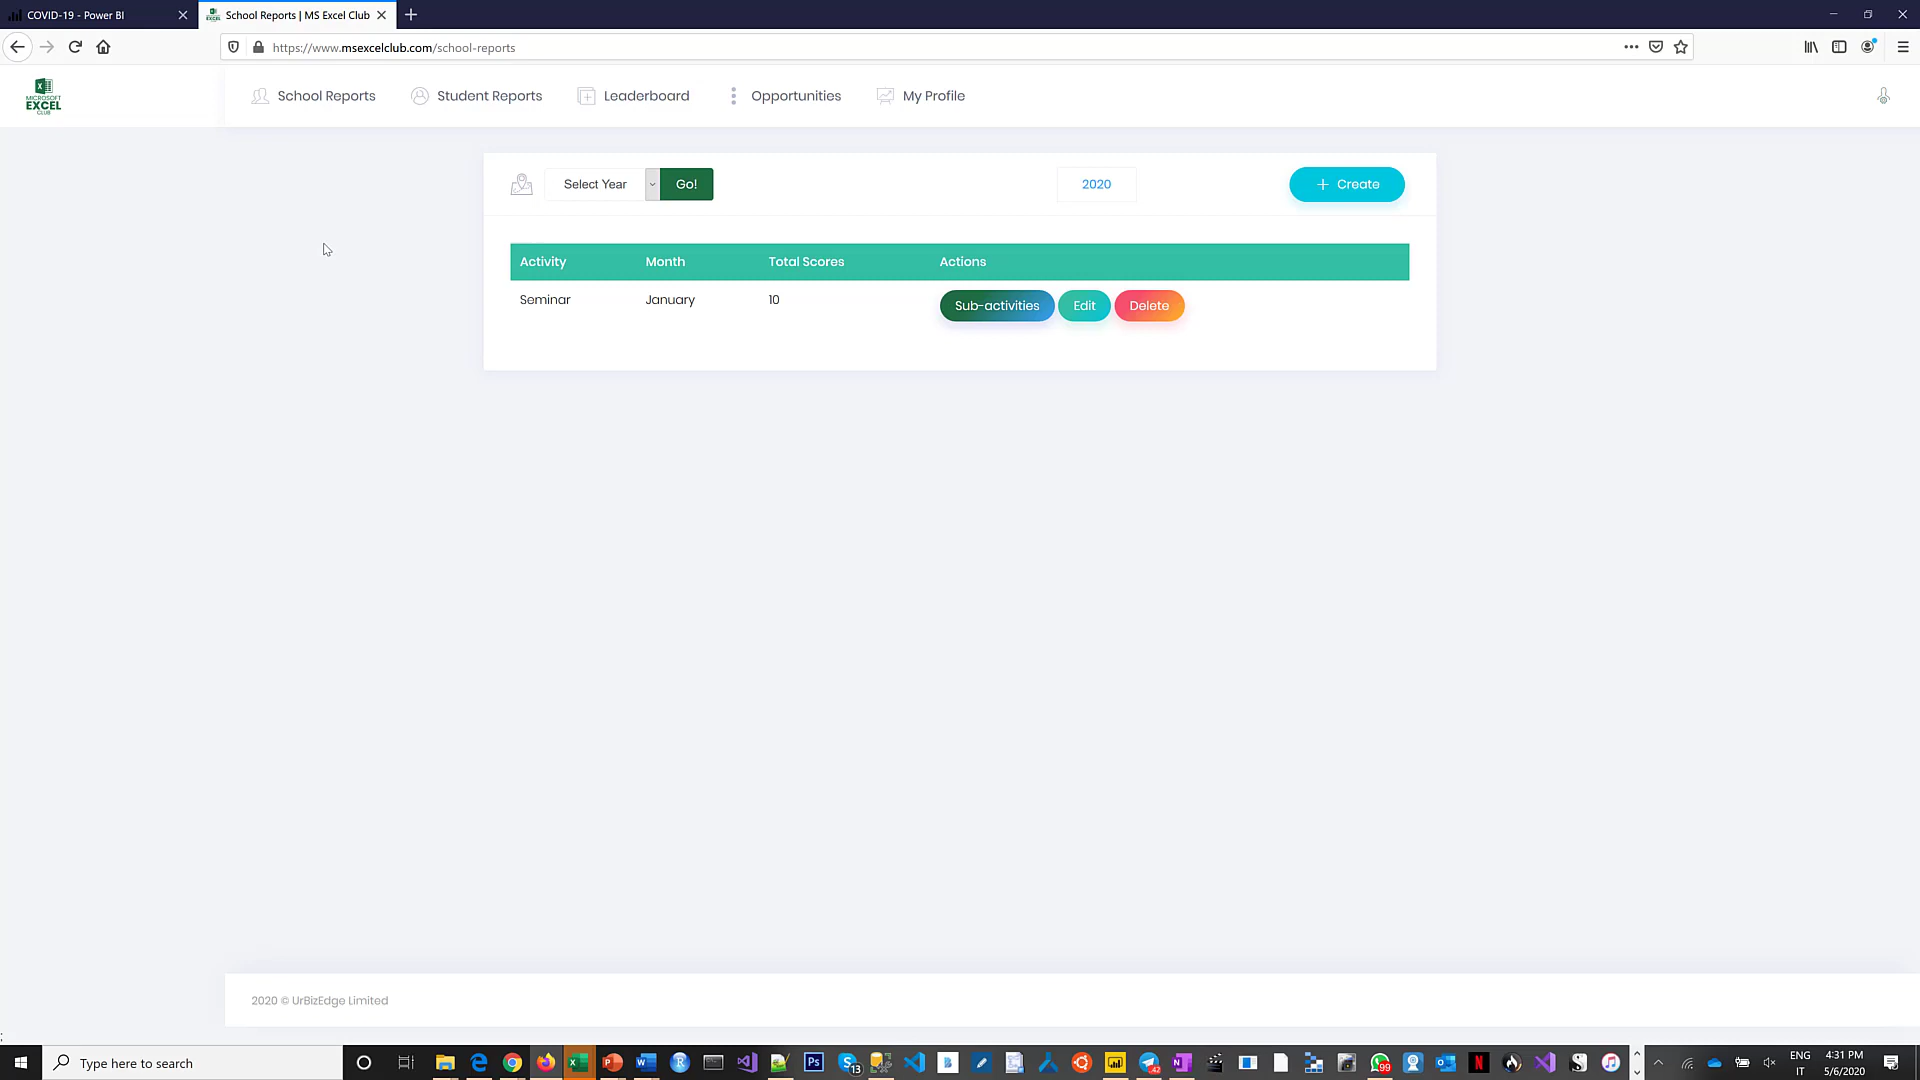 COVID-19 - Power BI
School Reports | MS Excel Club
https://www.msexcelclub.com/school-reports
MICROSOFT
EXCEL
CLUB
School Reports
Student Reports
Leaderboard
Opportunities
My Profile
Select Year
Go!
2020
+ Create
Activity Month Total Scores Actions
Seminar January 10 Sub-activities Edit Delete
2020 © UrBizEdge Limited
;
Type here to search
13
42
99
ENG
IT
4:31 PM
5/6/2020